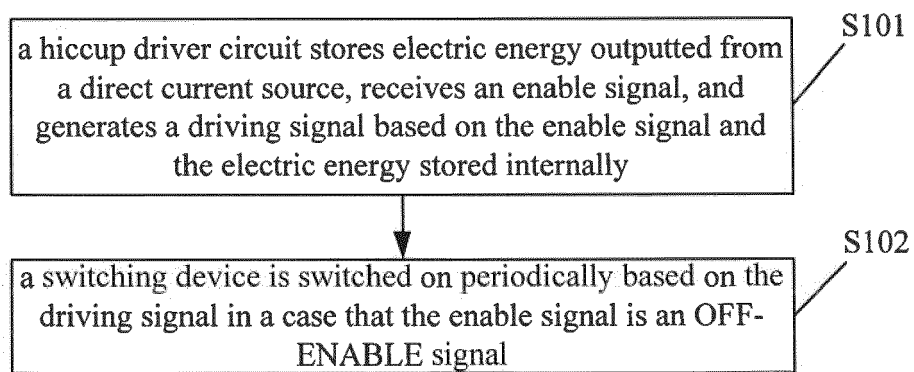 S101
a hiccup driver circuit stores electric energy outputted from
a direct current source, receives an enable signal, and
generates a driving signal based on the enable signal and
the electric energy stored internally
S102
a switching device is switched on periodically based on the
driving signal in a case that the enable signal is an OFF-
ENABLE signal